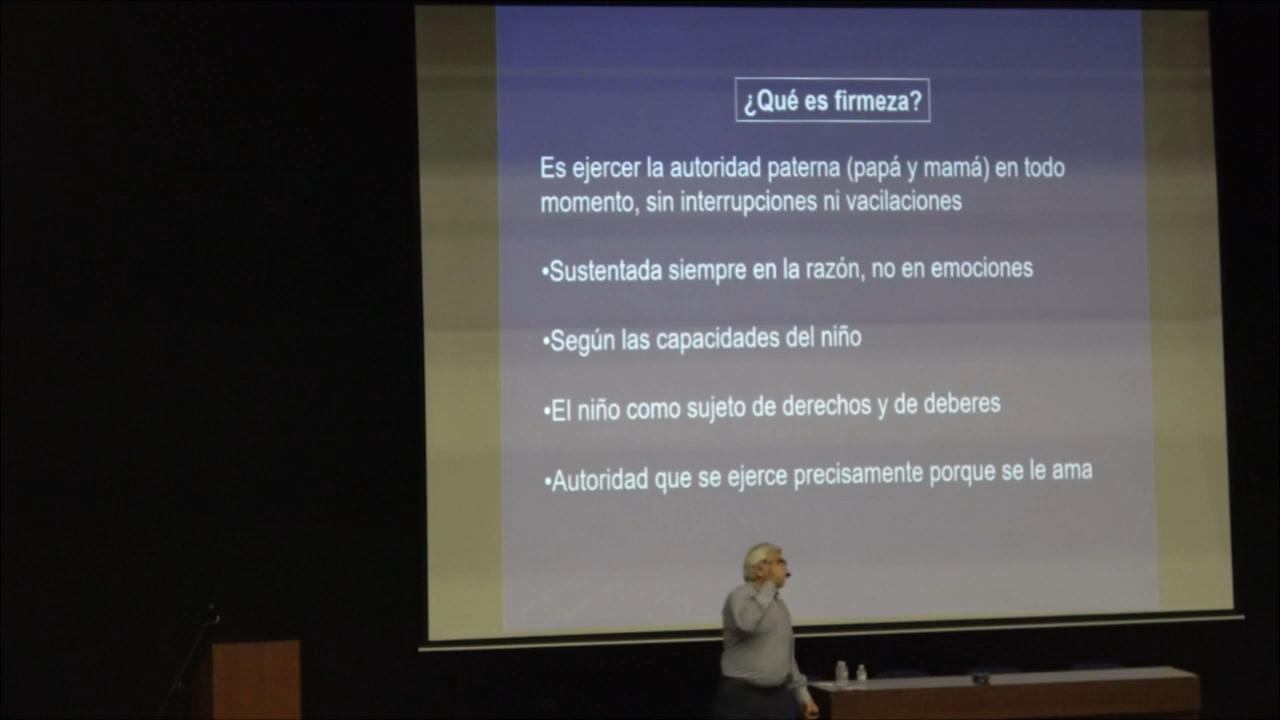 ¿Qué es firmeza?
Es ejercer la autoridad paterna (papá y mamá) en todo
momento, sin interrupciones ni vacilaciones
•Sustentada siempre en la razón, no en emociones
•Según las capacidades del niño
•El niño como sujeto de derechos y de deberes
•Autoridad que se ejerce precisamente porque se le ama